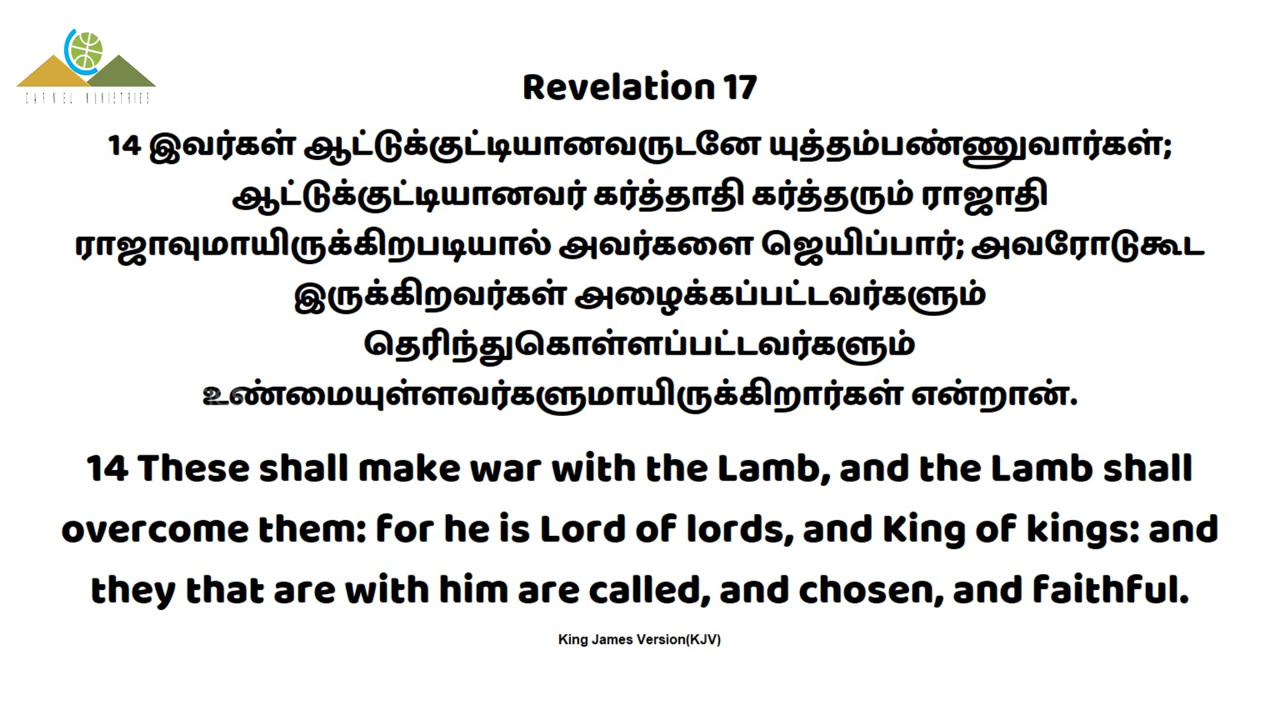 CARMEL MINISTRIES
Revelation 17
14 இவர்கள் ஆட்டுக்குட்டியானவருடனே யுத்தம்பண்ணுவார்கள்;
ஆட்டுக்குட்டியானவர் கர்த்தாதி கர்த்தரும் ராஜாதி
ராஜாவுமாயிருக்கிறபடியால் அவர்களை ஜெயிப்பார்; அவரோடுகூட
இருக்கிறவர்கள் அழைக்கப்பட்டவர்களும்
தெரிந்துகொள்ளப்பட்டவர்களும்
உண்மையுள்ளவர்களுமாயிருக்கிறார்கள் என்றான்.
14 These shall make war with the Lamb, and the Lamb shall
overcome them: for he is Lord of lords, and King of kings: and
they that are with him are called, and chosen, and faithful.
King James Version(KJV)